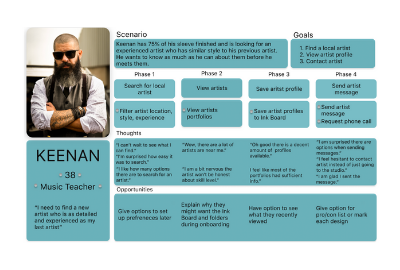 Scenario
Keenan has 75% of his sleeve finished and is looking for an
experienced artist who has similar style to his previous artist.
He wants to know as much as he can about them before he
meets them.
Goals
1. Find a local artist
2. View artist profile
3. Contact artist
Phase 1
Phase 2
Phase 3
Phase 4
Search for local
artist
View artists
Save artist profile
Send artist
message
Filter artist location,
style, experience
View artists
portfolios
Save artist profiles
to Ink Board
Send artist
message
Request phone call
Thoughts
"I can't wait to see what I
can find."
"I'm surprised how easy it
was to search."
"I like how many options
there are to search for an
artist."
"Wow, there are a lot of
artists are near me."
"I am a bit nervous the
artist won't be honest
about skill level."
"Oh good there is a decent
amount of profiles
available."
I feel like most of the
portfolios had sufficient
info."
"I am surprised there are
options when sending
messages."
"I feel hesitant to contact
artist instead of just going
to the studio."
"I am glad I sent the
message."
Opportunities
Give options to set
up prefrences later
Explain why they
might want the Ink
Board and folders
during onboarding
Have option to see
what they recently
viewed
Give option for
pro/con list or mark
each design
KEENAN
38
Music Teacher
"I need to find a new
artist who is as detailed
and experienced as my
last artist"